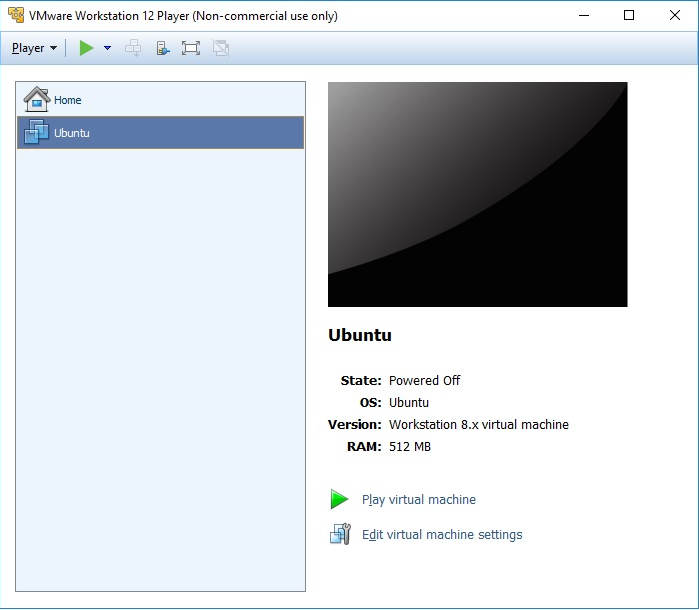 VMware Workstation 12 Player (Non-commercial use only)
Player
Home
Ubuntu
Ubuntu
State: Powered Off
OS: Ubuntu
Version: Workstation 8.x virtual machine
RAM: 512 MB
Play virtual machine
Edit virtual machine settings